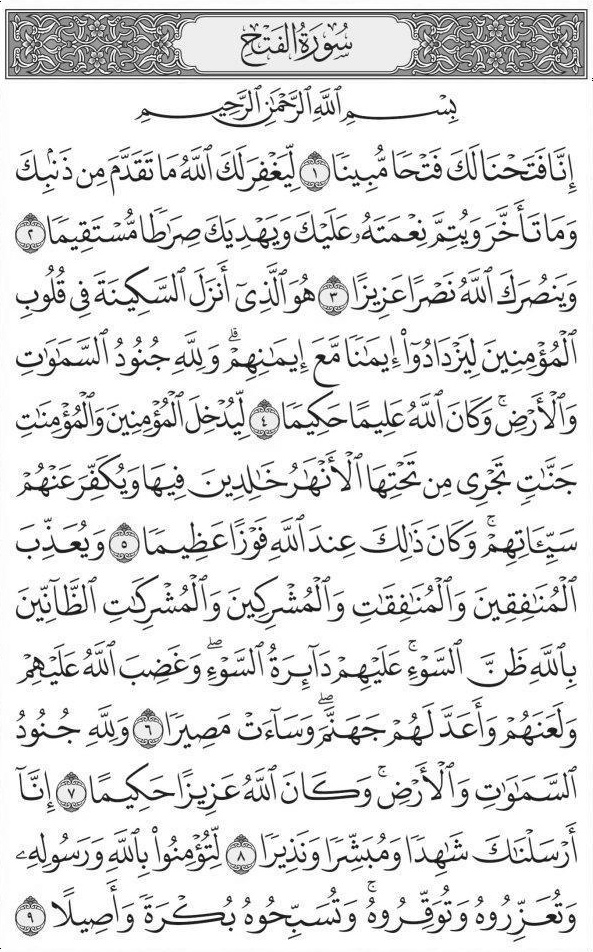 سُورَةُ الفَتْحِ
بِسْمِ ٱللَّهِ ٱلرَّحْمَٰنِ ٱلرَّحِيمِ
إِنَّا فَتَحْنَا لَكَ فَتْحًا مُّبِينًا ١ لِّيَغْفِرَ لَكَ ٱللَّهُ مَا تَقَدَّمَ مِن ذَنۢبِكَ
وَمَا تَأَخَّرَ وَيُتِمَّ نِعْمَتَهُۥ عَلَيْكَ وَيَهْدِيَكَ صِرَٰطًا مُّسْتَقِيمًا ٢
وَيَنصُرَكَ ٱللَّهُ نَصْرًا عَزِيزًا ٣ هُوَ ٱلَّذِىٓ أَنزَلَ ٱلسَّكِينَةَ فِى قُلُوبِ
ٱلْمُؤْمِنِينَ لِيَزْدَادُوٓا۟ إِيمَٰنًا مَّعَ إِيمَٰنِهِمْ ۗ وَلِلَّهِ جُنُودُ ٱلسَّمَٰوَٰتِ
وَٱلْأَرْضِ ۚ وَكَانَ ٱللَّهُ عَلِيمًا حَكِيمًا ٤ لِّيُدْخِلَ ٱلْمُؤْمِنِينَ وَٱلْمُؤْمِنَٰتِ
جَنَّٰتٍ تَجْرِى مِن تَحْتِهَا ٱلْأَنْهَٰرُ خَٰلِدِينَ فِيهَا وَيُكَفِّرَ عَنْهُمْ
سَيِّـَٔاتِهِمْ ۚ وَكَانَ ذَٰلِكَ عِندَ ٱللَّهِ فَوْزًا عَظِيمًا ٥ وَيُعَذِّبَ
ٱلْمُنَٰفِقِينَ وَٱلْمُنَٰفِقَٰتِ وَٱلْمُشْرِكِينَ وَٱلْمُشْرِكَٰتِ ٱلظَّآنِّينَ
بِٱللَّهِ ظَنَّ ٱلسَّوْءِ ۚ عَلَيْهِمْ دَآئِرَةُ ٱلسَّوْءِ ۖ وَغَضِبَ ٱللَّهُ عَلَيْهِمْ
وَلَعَنَهُمْ وَأَعَدَّ لَهُمْ جَهَنَّمَ ۖ وَسَآءَتْ مَصِيرًا ٦ وَلِلَّهِ جُنُودُ
ٱلسَّمَٰوَٰتِ وَٱلْأَرْضِ ۚ وَكَانَ ٱللَّهُ عَزِيزًا حَكِيمًا ٧ إِنَّآ
أَرْسَلْنَٰكَ شَٰهِدًا وَمُبَشِّرًا وَنَذِيرًا ٨ لِّتُؤْمِنُوا۟ بِٱللَّهِ وَرَسُولِهِۦ
وَتُعَزِّرُوهُ وَتُوَقِّرُوهُ ۚ وَتُسَبِّحُوهُ بُكْرَةً وَأَصِيلًا ٩